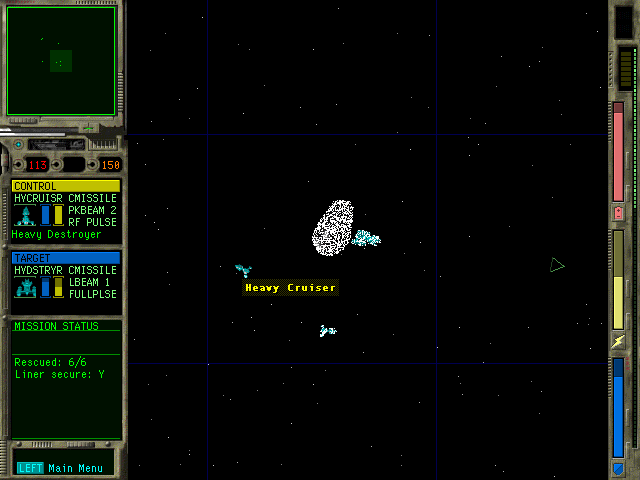 113 150
CONTROL
HVCRUISR CMISSILE
PKBEAM 2
RF PULSE
Heavy Destroyer
TARGET
HVDSTRYR CMISSILE
LBEAM 1
FULLPLSE
MISSION STATUS
Rescued: 6/6
Liner secure: Y
LEFT Main Menu
Heavy Cruiser